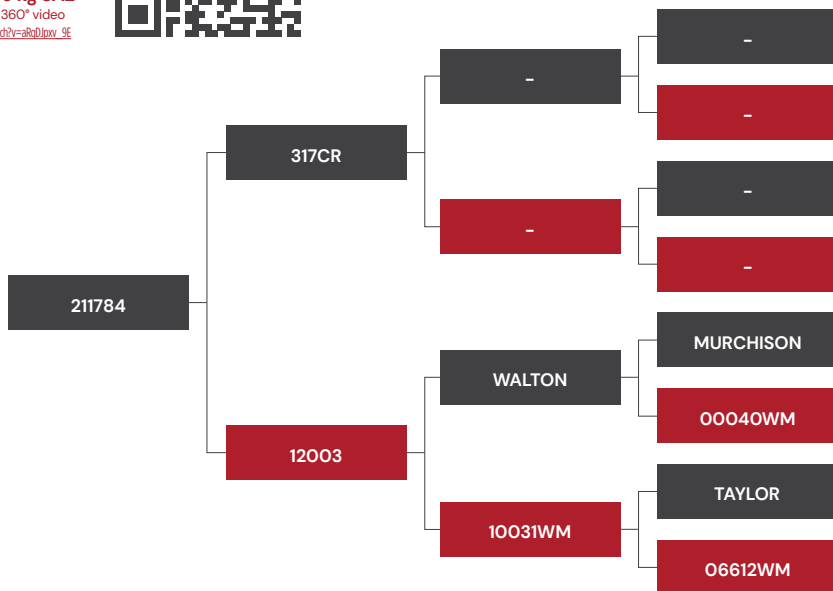 360° video
-
-
-
317CR
-
-
-
211784
MURCHISON
WALTON
00040WM
12003
TAYLOR
10031WM
06612WM